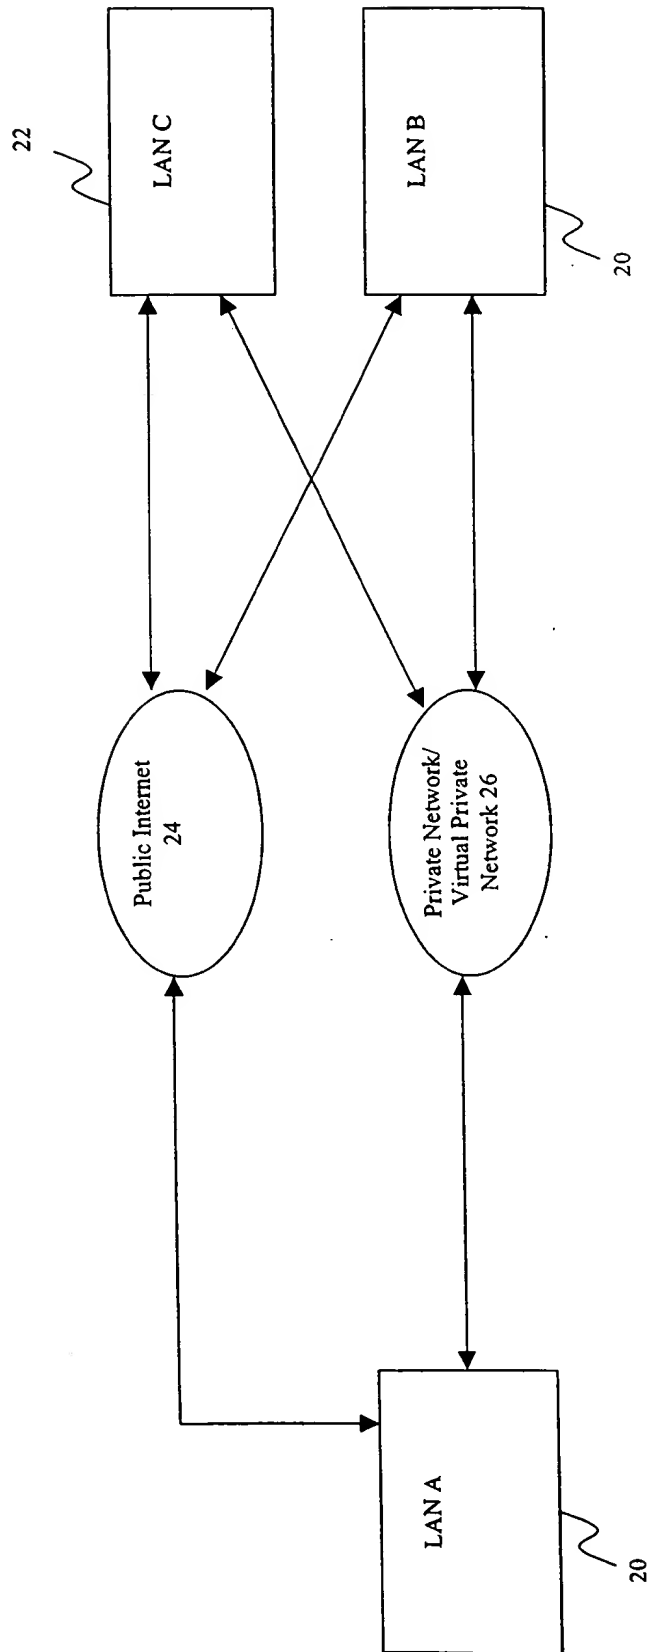 22
LAN C
LAN B
20
Public Internet
24
Private Network/
Virtual Private
Network 26
LAN A
20